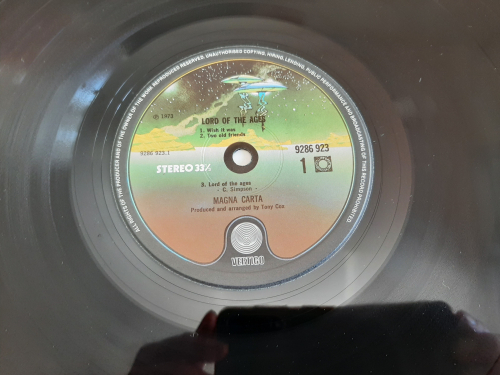 ALL RIGHTS OF THE PRODUCER AND OF THE OWNER OF THE WORK REPRODUCED RESERVED. UNAUTHORISED COPYING, HIRING, LENDING, PUBLIC PERFORMANCE AND BROADCASTING OF THIS RECORD PROHIBITED.
LORD OF THE AGES
℗ 1973
1. Wish it was
2. Two old friends
9286 923.1
9286 923
STEREO 33⅓
1
3. Lord of the ages
- C. Simpson -
MAGNA CARTA
Produced and arranged by Tony Cox
VERTIGO